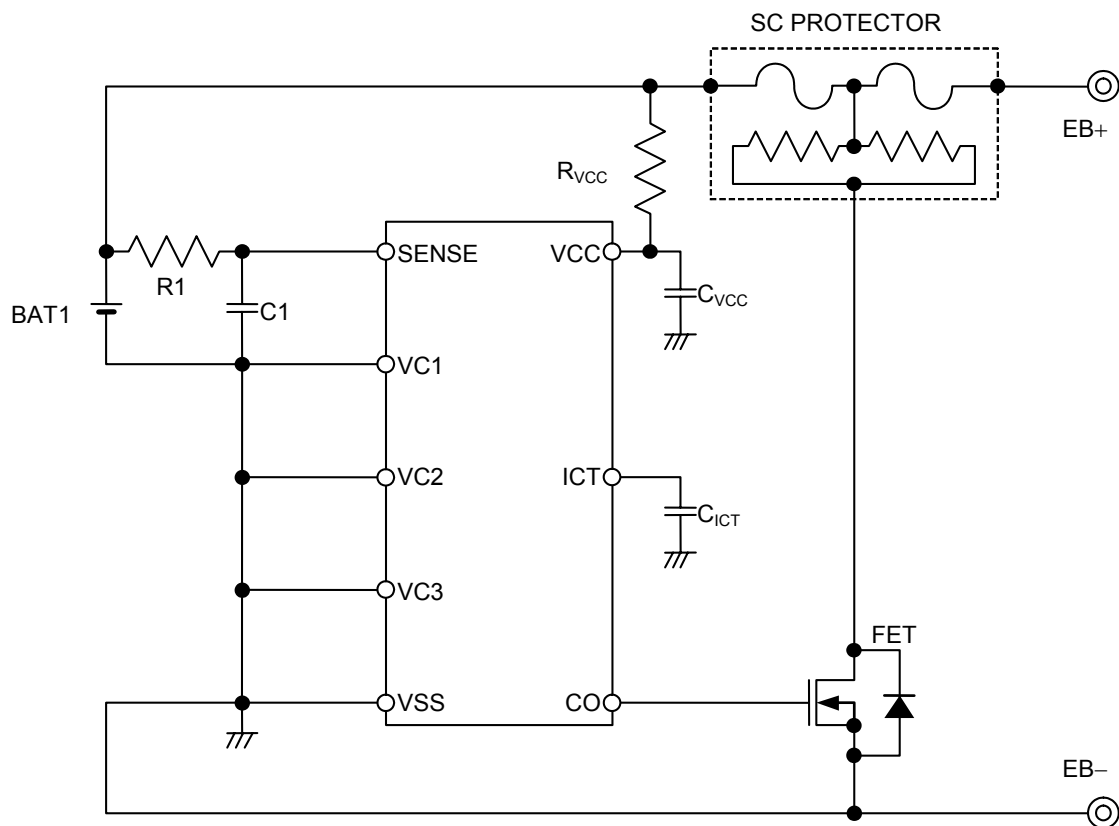 SC PROTECTOR
EB+
RVCC
SENSE
VCC
R1
BAT1
C1
CVCC
VC1
VC2
ICT
CICT
VC3
FET
VSS
CO
EB−